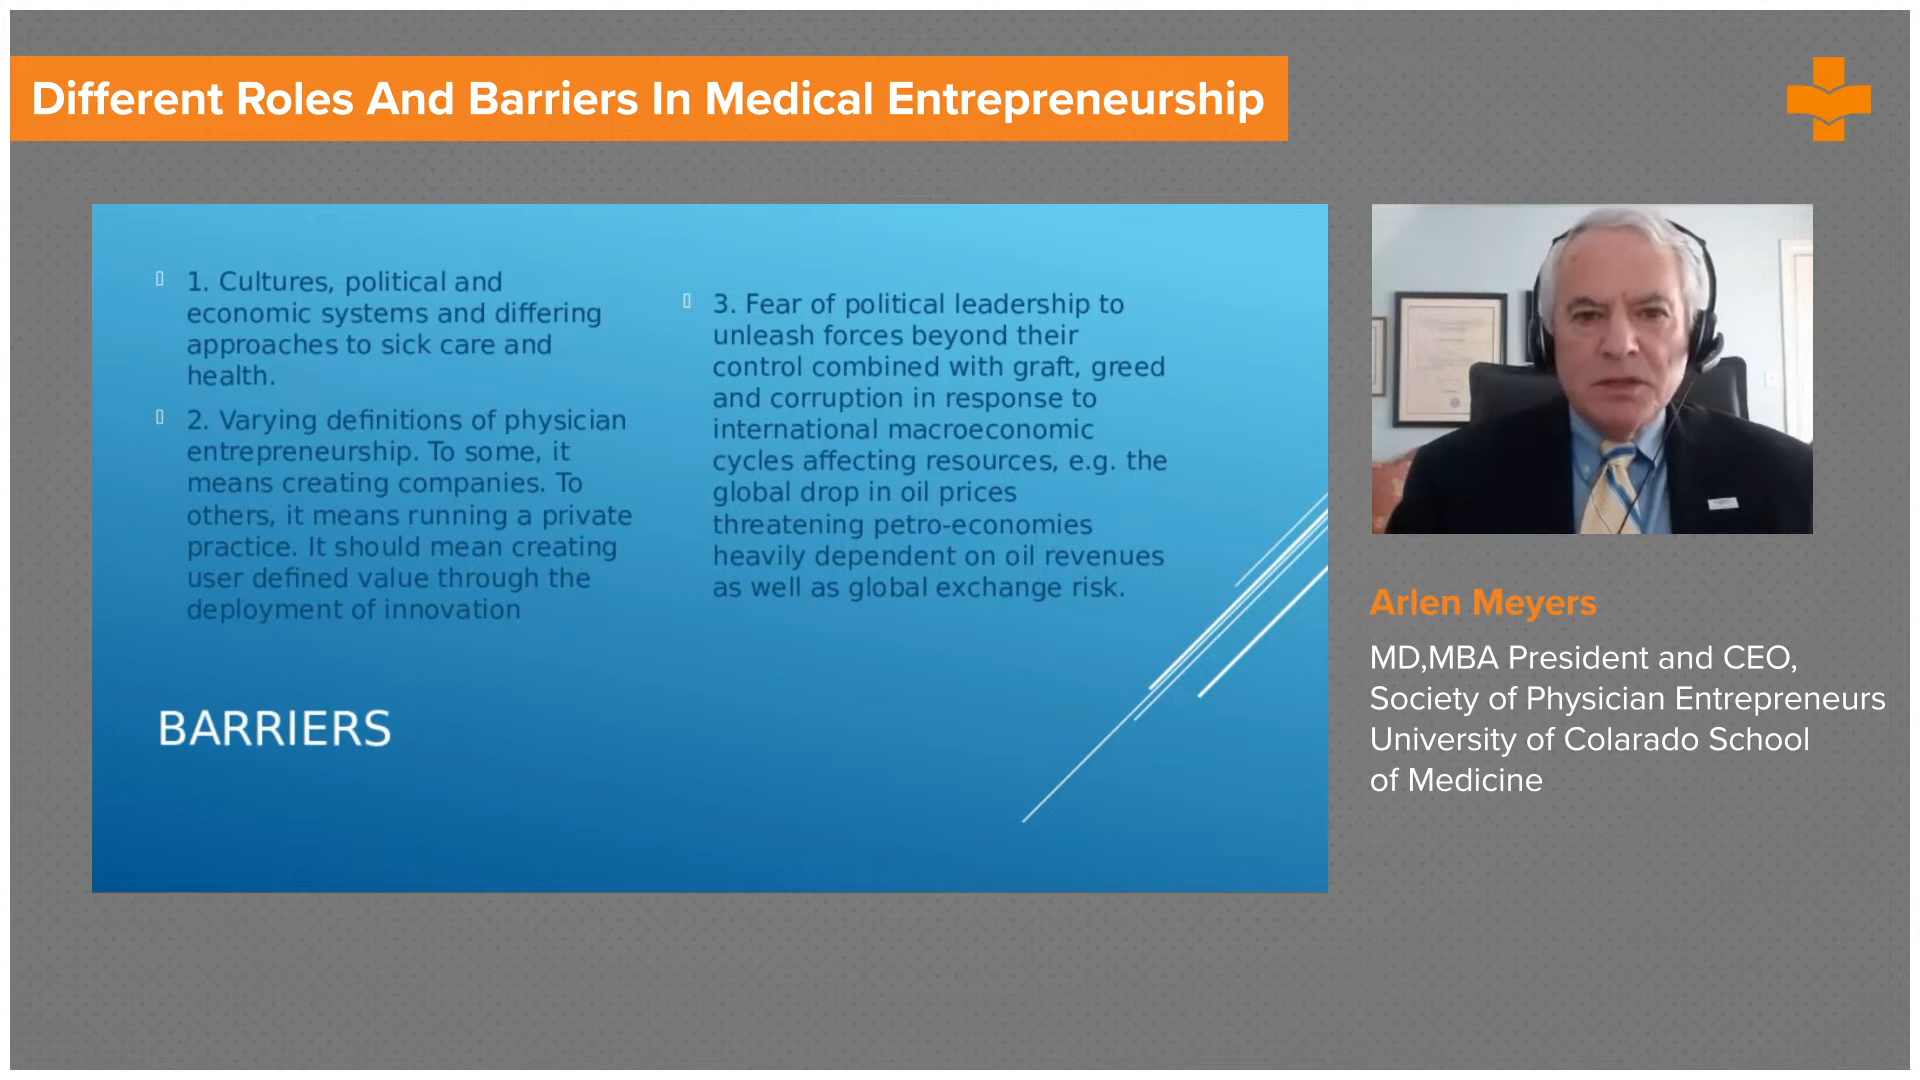 Different Roles And Barriers In Medical Entrepreneurship
1. Cultures, political and
economic systems and differing
approaches to sick care and
health.
2. Varying definitions of physician
entrepreneurship. To some, it
means creating companies. To
others, it means running a private
practice. It should mean creating
user defined value through the
deployment of innovation
3. Fear of political leadership to
unleash forces beyond their
control combined with graft, greed
and corruption in response to
international macroeconomic
cycles affecting resources, e.g. the
global drop in oil prices
threatening petro-economies
heavily dependent on oil revenues
as well as global exchange risk.
BARRIERS
Arlen Meyers
MD,MBA President and CEO,
Society of Physician Entrepreneurs
University of Colarado School
of Medicine